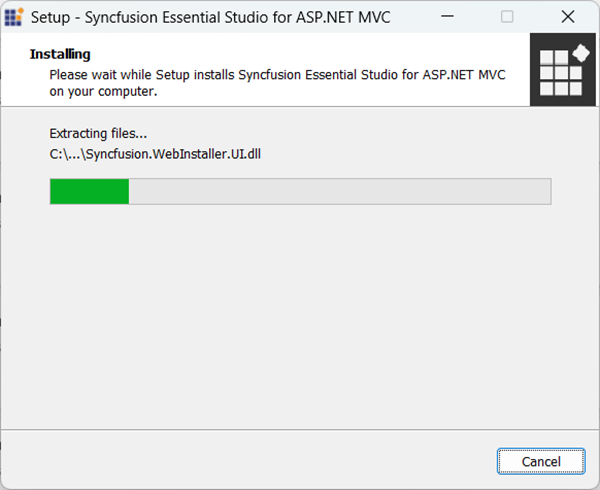 Setup - Syncfusion Essential Studio for ASP.NET MVC
Installing
Please wait while Setup installs Syncfusion Essential Studio for ASP.NET MVC
on your computer.
Extracting files...
C:\...\Syncfusion.WebInstaller.UI.dll
Cancel